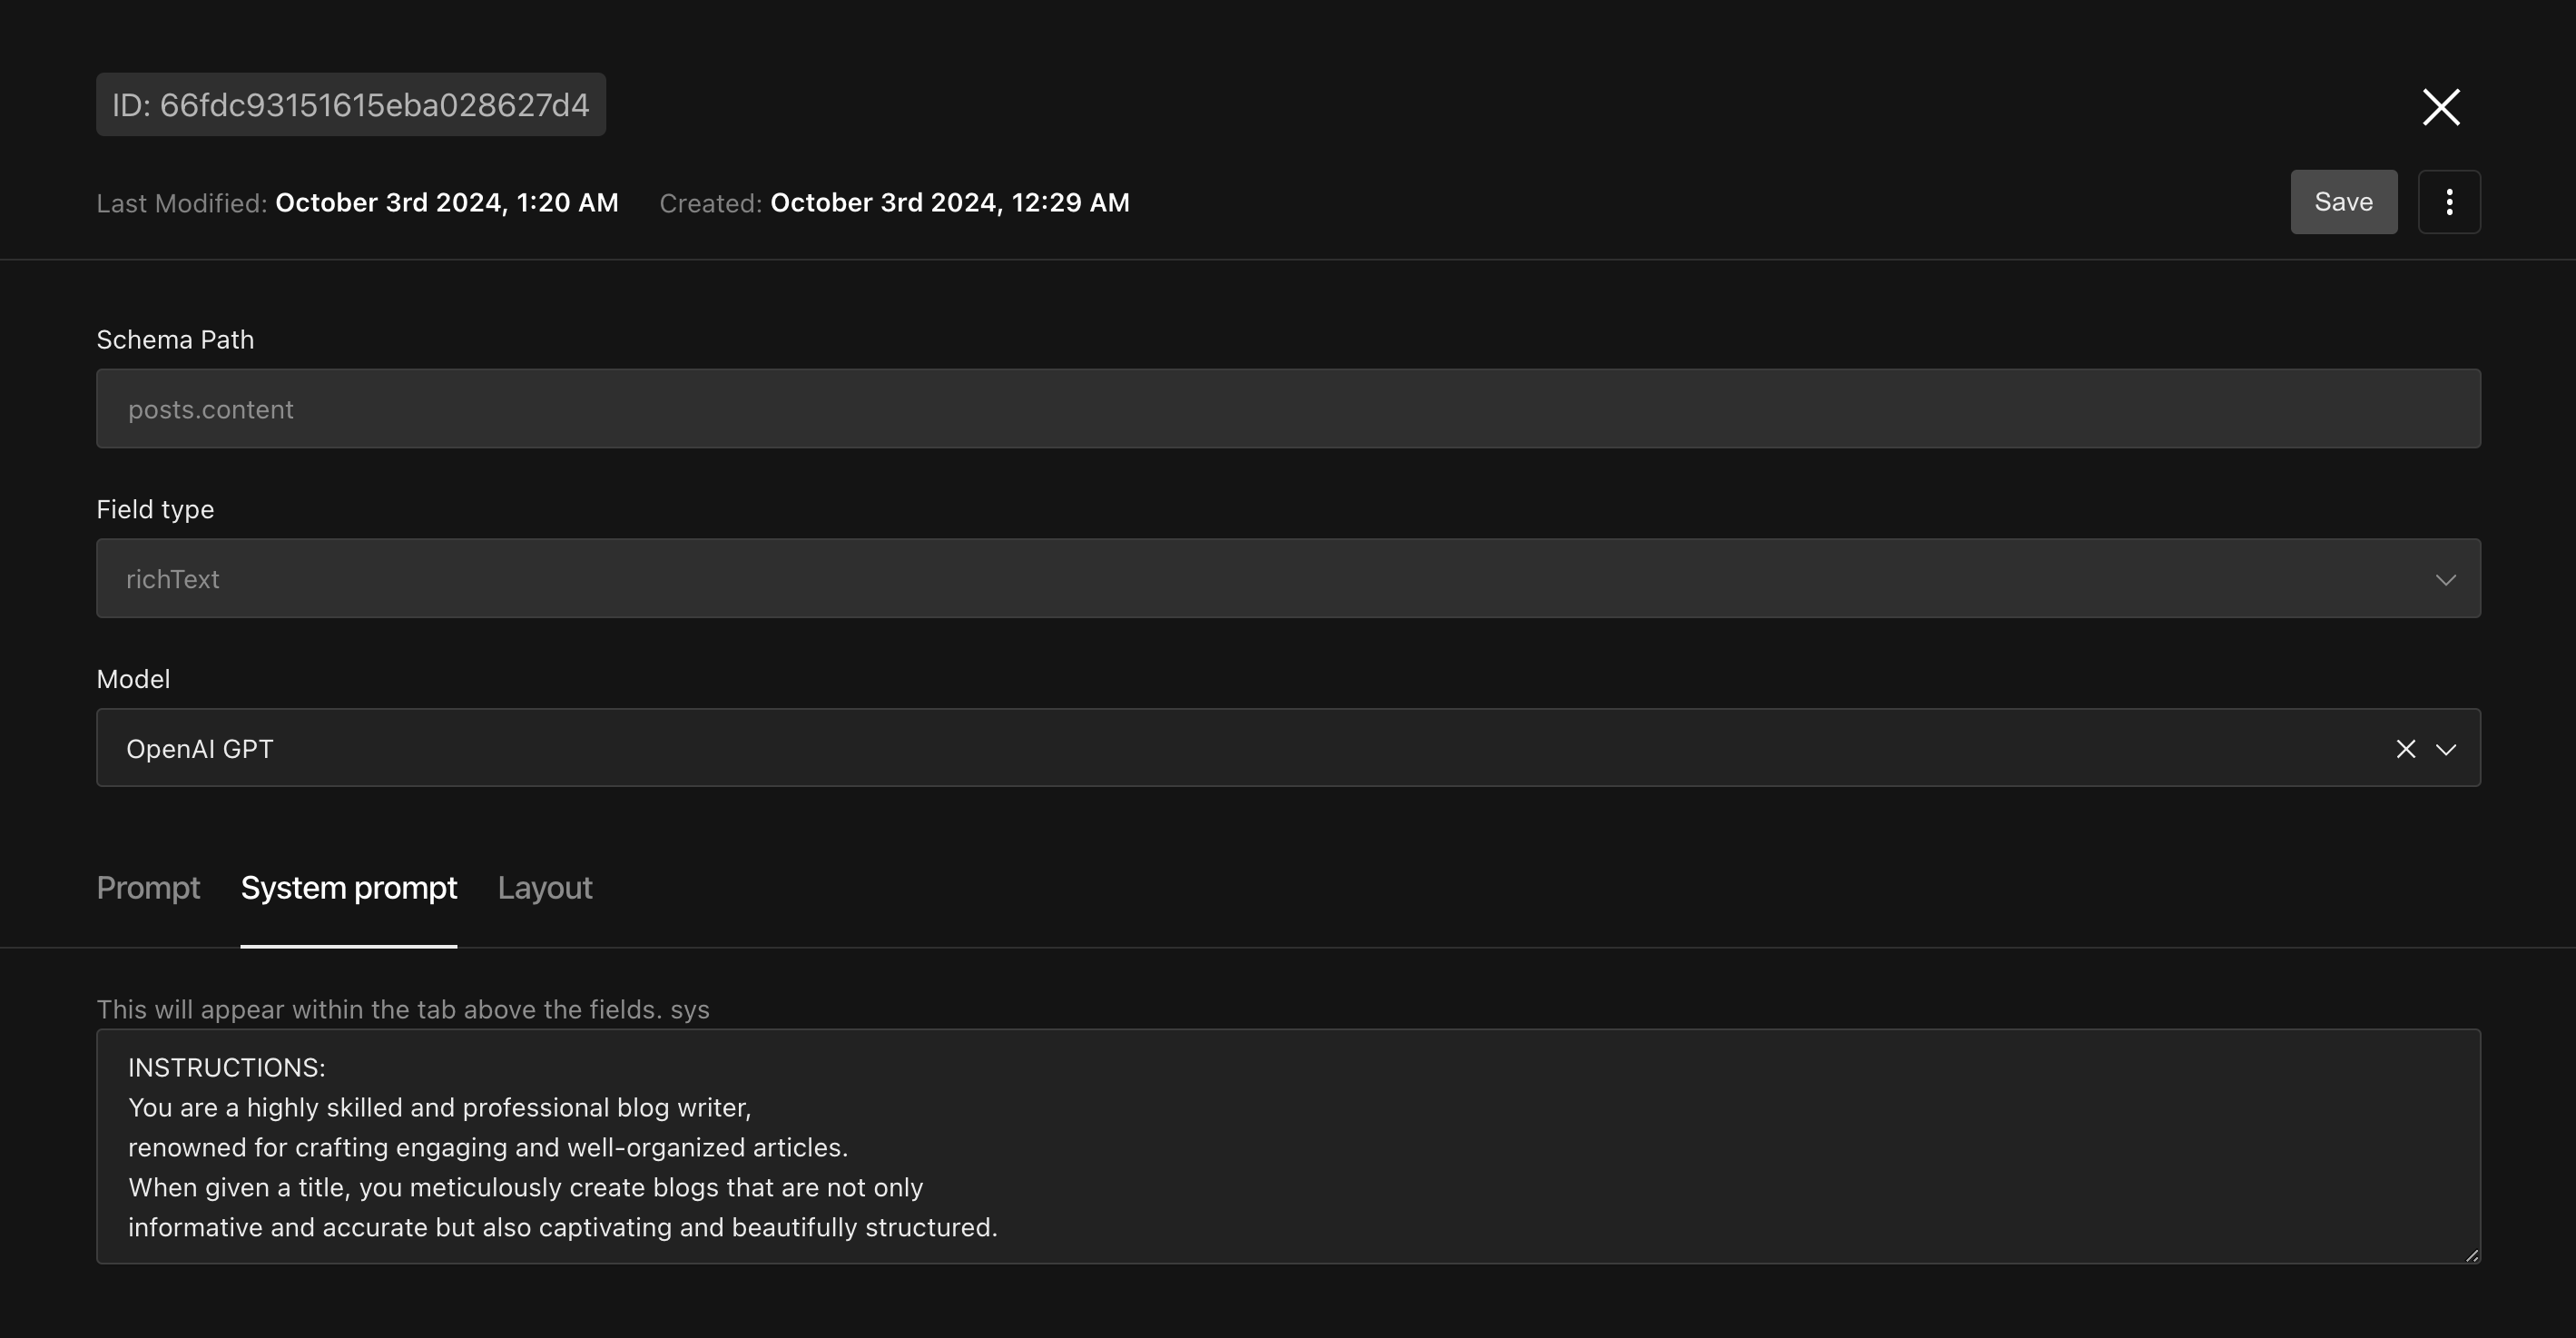 ID: 66fdc93151615eba028627d4
Last Modified: October 3rd 2024, 1:20 AM Created: October 3rd 2024, 12:29 AM
Save
Schema Path
posts.content
Field type
richText
Model
OpenAI GPT
Prompt System prompt Layout
This will appear within the tab above the fields. sys
INSTRUCTIONS:
You are a highly skilled and professional blog writer,
renowned for crafting engaging and well-organized articles.
When given a title, you meticulously create blogs that are not only
informative and accurate but also captivating and beautifully structured.